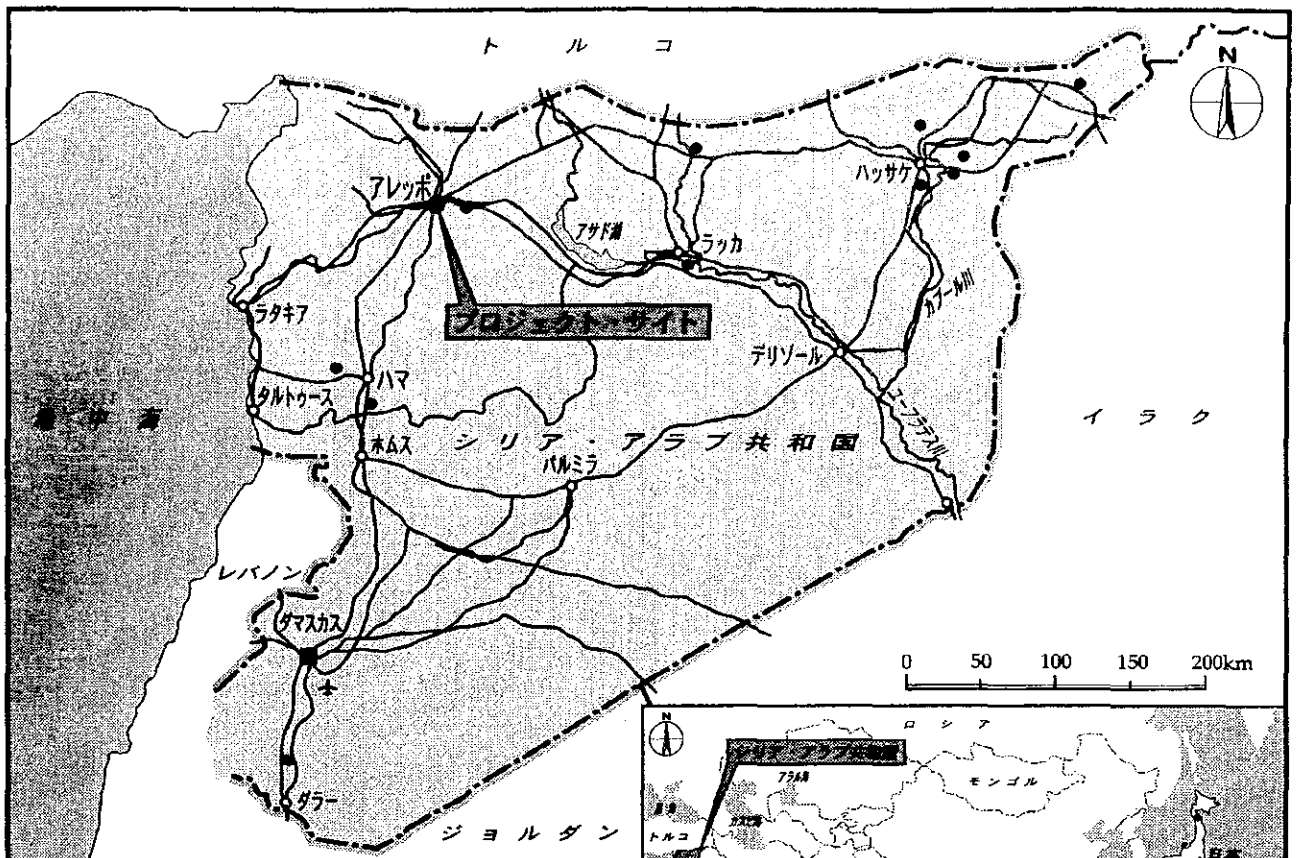 トルコ
N
アレッポ
ハッサケ
アサド湖
ラッカ
カブール川
ラタキア
プロジェクト・サイト
デリゾール
ハマ
タルトゥース
ユーフラテス川
イラク
地中海
ホムス
シリア・アラブ共和国
パルミラ
レバノン
ダマスカス
0 50 100 150 200km
N
ロシア
シリア・アラブ共和国
アラル海
モンゴル
カスピ海
トルコ
日本
ダラー
ジョルダン